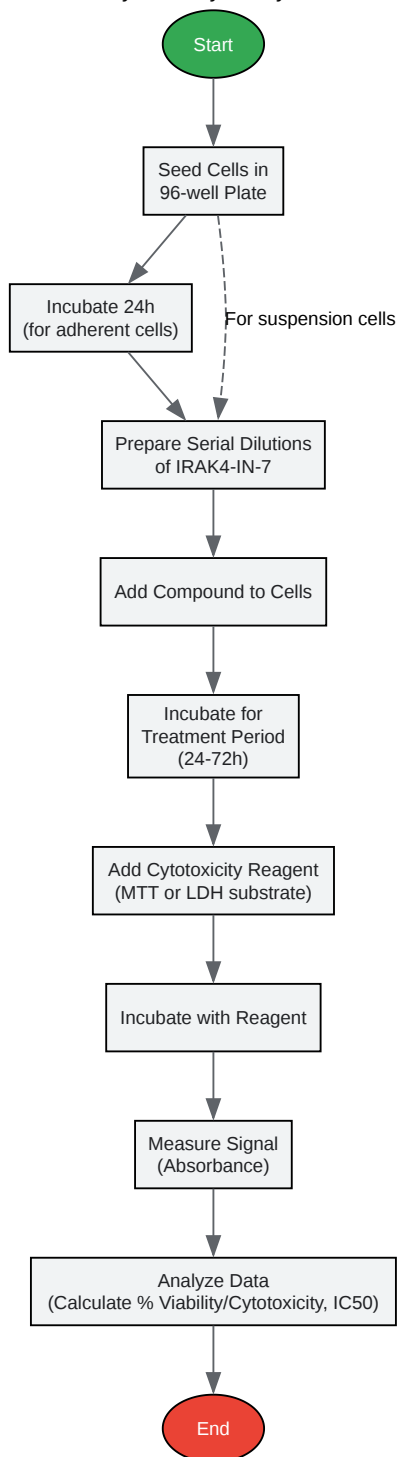 Start
Seed Cells in
96-well Plate
Incubate 24h
(for adherent cells)
For suspension cells
Prepare Serial Dilutions
of IRAK4-IN-7
Add Compound to Cells
Incubate for
Treatment Period
(24-72h)
Add Cytotoxicity Reagent
(MTT or LDH substrate)
Incubate with Reagent
Measure Signal
(Absorbance)
Analyze Data
(Calculate % Viability/Cytotoxicity, IC50)
End